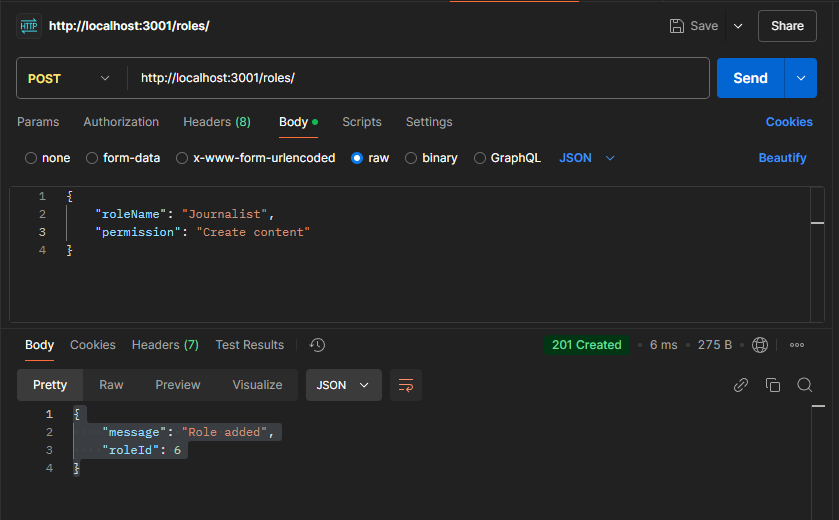 HTTP http://localhost:3001/roles/ Save Share
POST http://localhost:3001/roles/ Send
Params Authorization Headers (8) Body Scripts Settings Cookies
none form-data x-www-form-urlencoded raw binary GraphQL JSON Beautify
1 {
2 "roleName": "Journalist",
3 "permission": "Create content"
4 }
Body Cookies Headers (7) Test Results 201 Created 6 ms 275 B
Pretty Raw Preview Visualize JSON
1 {
2 "message": "Role added",
3 "roleId": 6
4 }